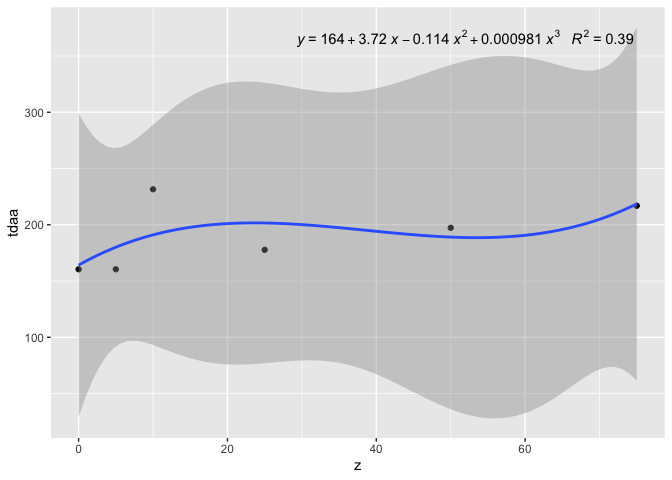 y = 164 + 3.72 x − 0.114 x² + 0.000981 x³ R² = 0.39
300
200
100
tdaa
0 20 40 60
z